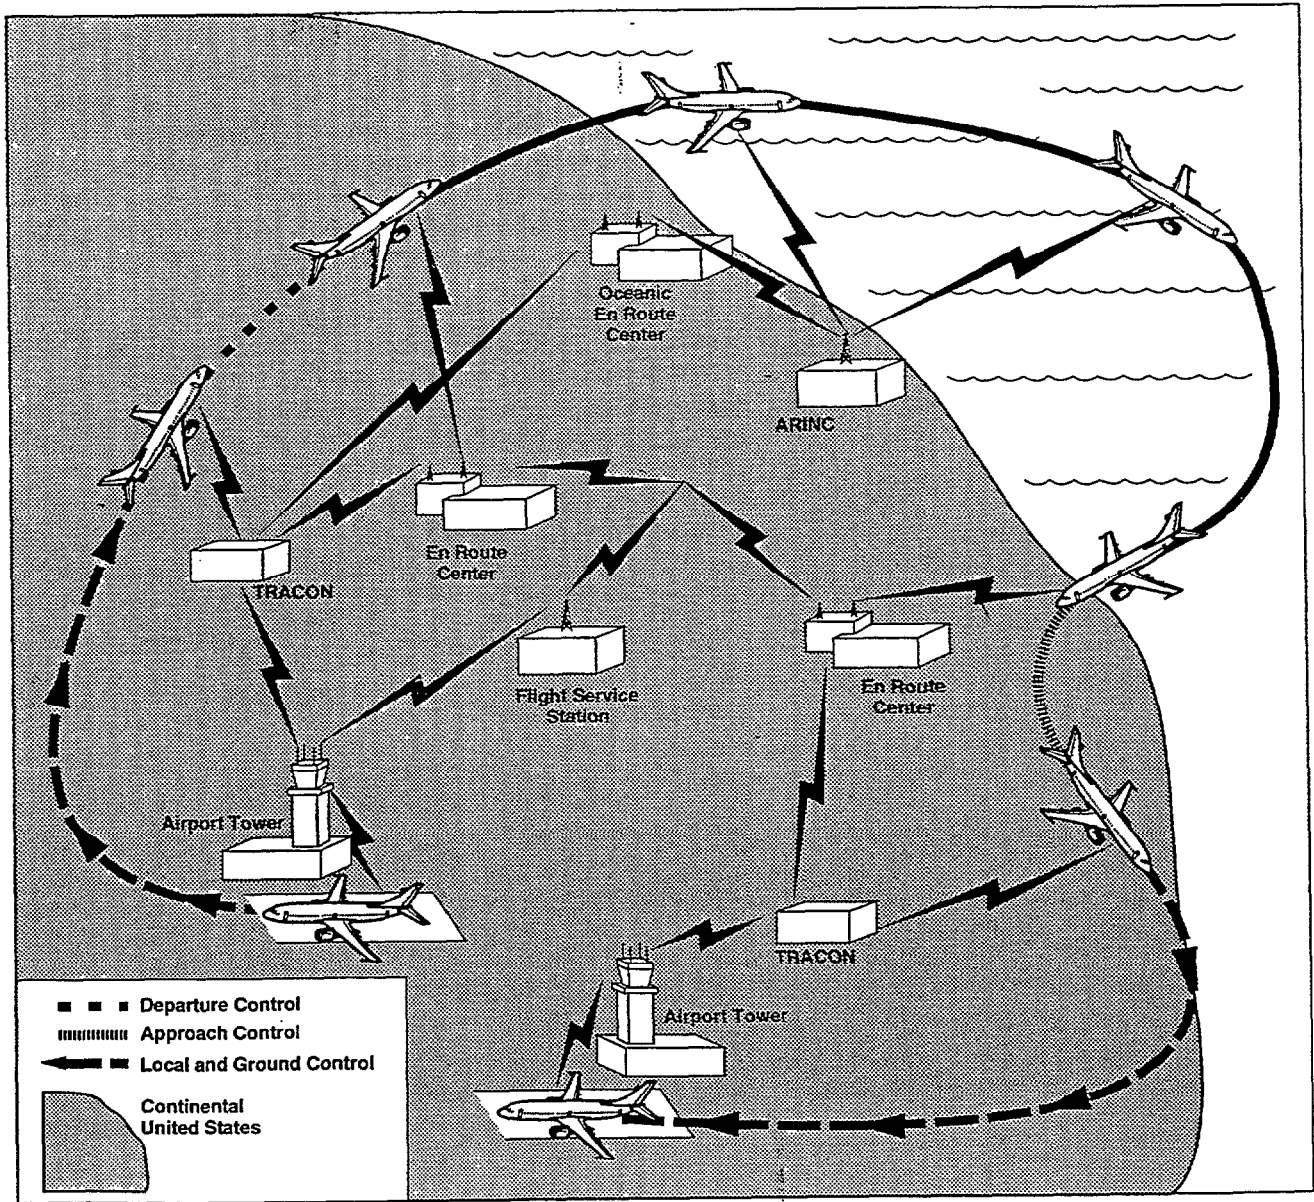 Oceanic
En Route
Center
ARINC
En Route
Center
TRACON
Flight Service
Station
En Route
Center
Airport Tower
TRACON
Airport Tower
Departure Control
Approach Control
Local and Ground Control
Continental
United States